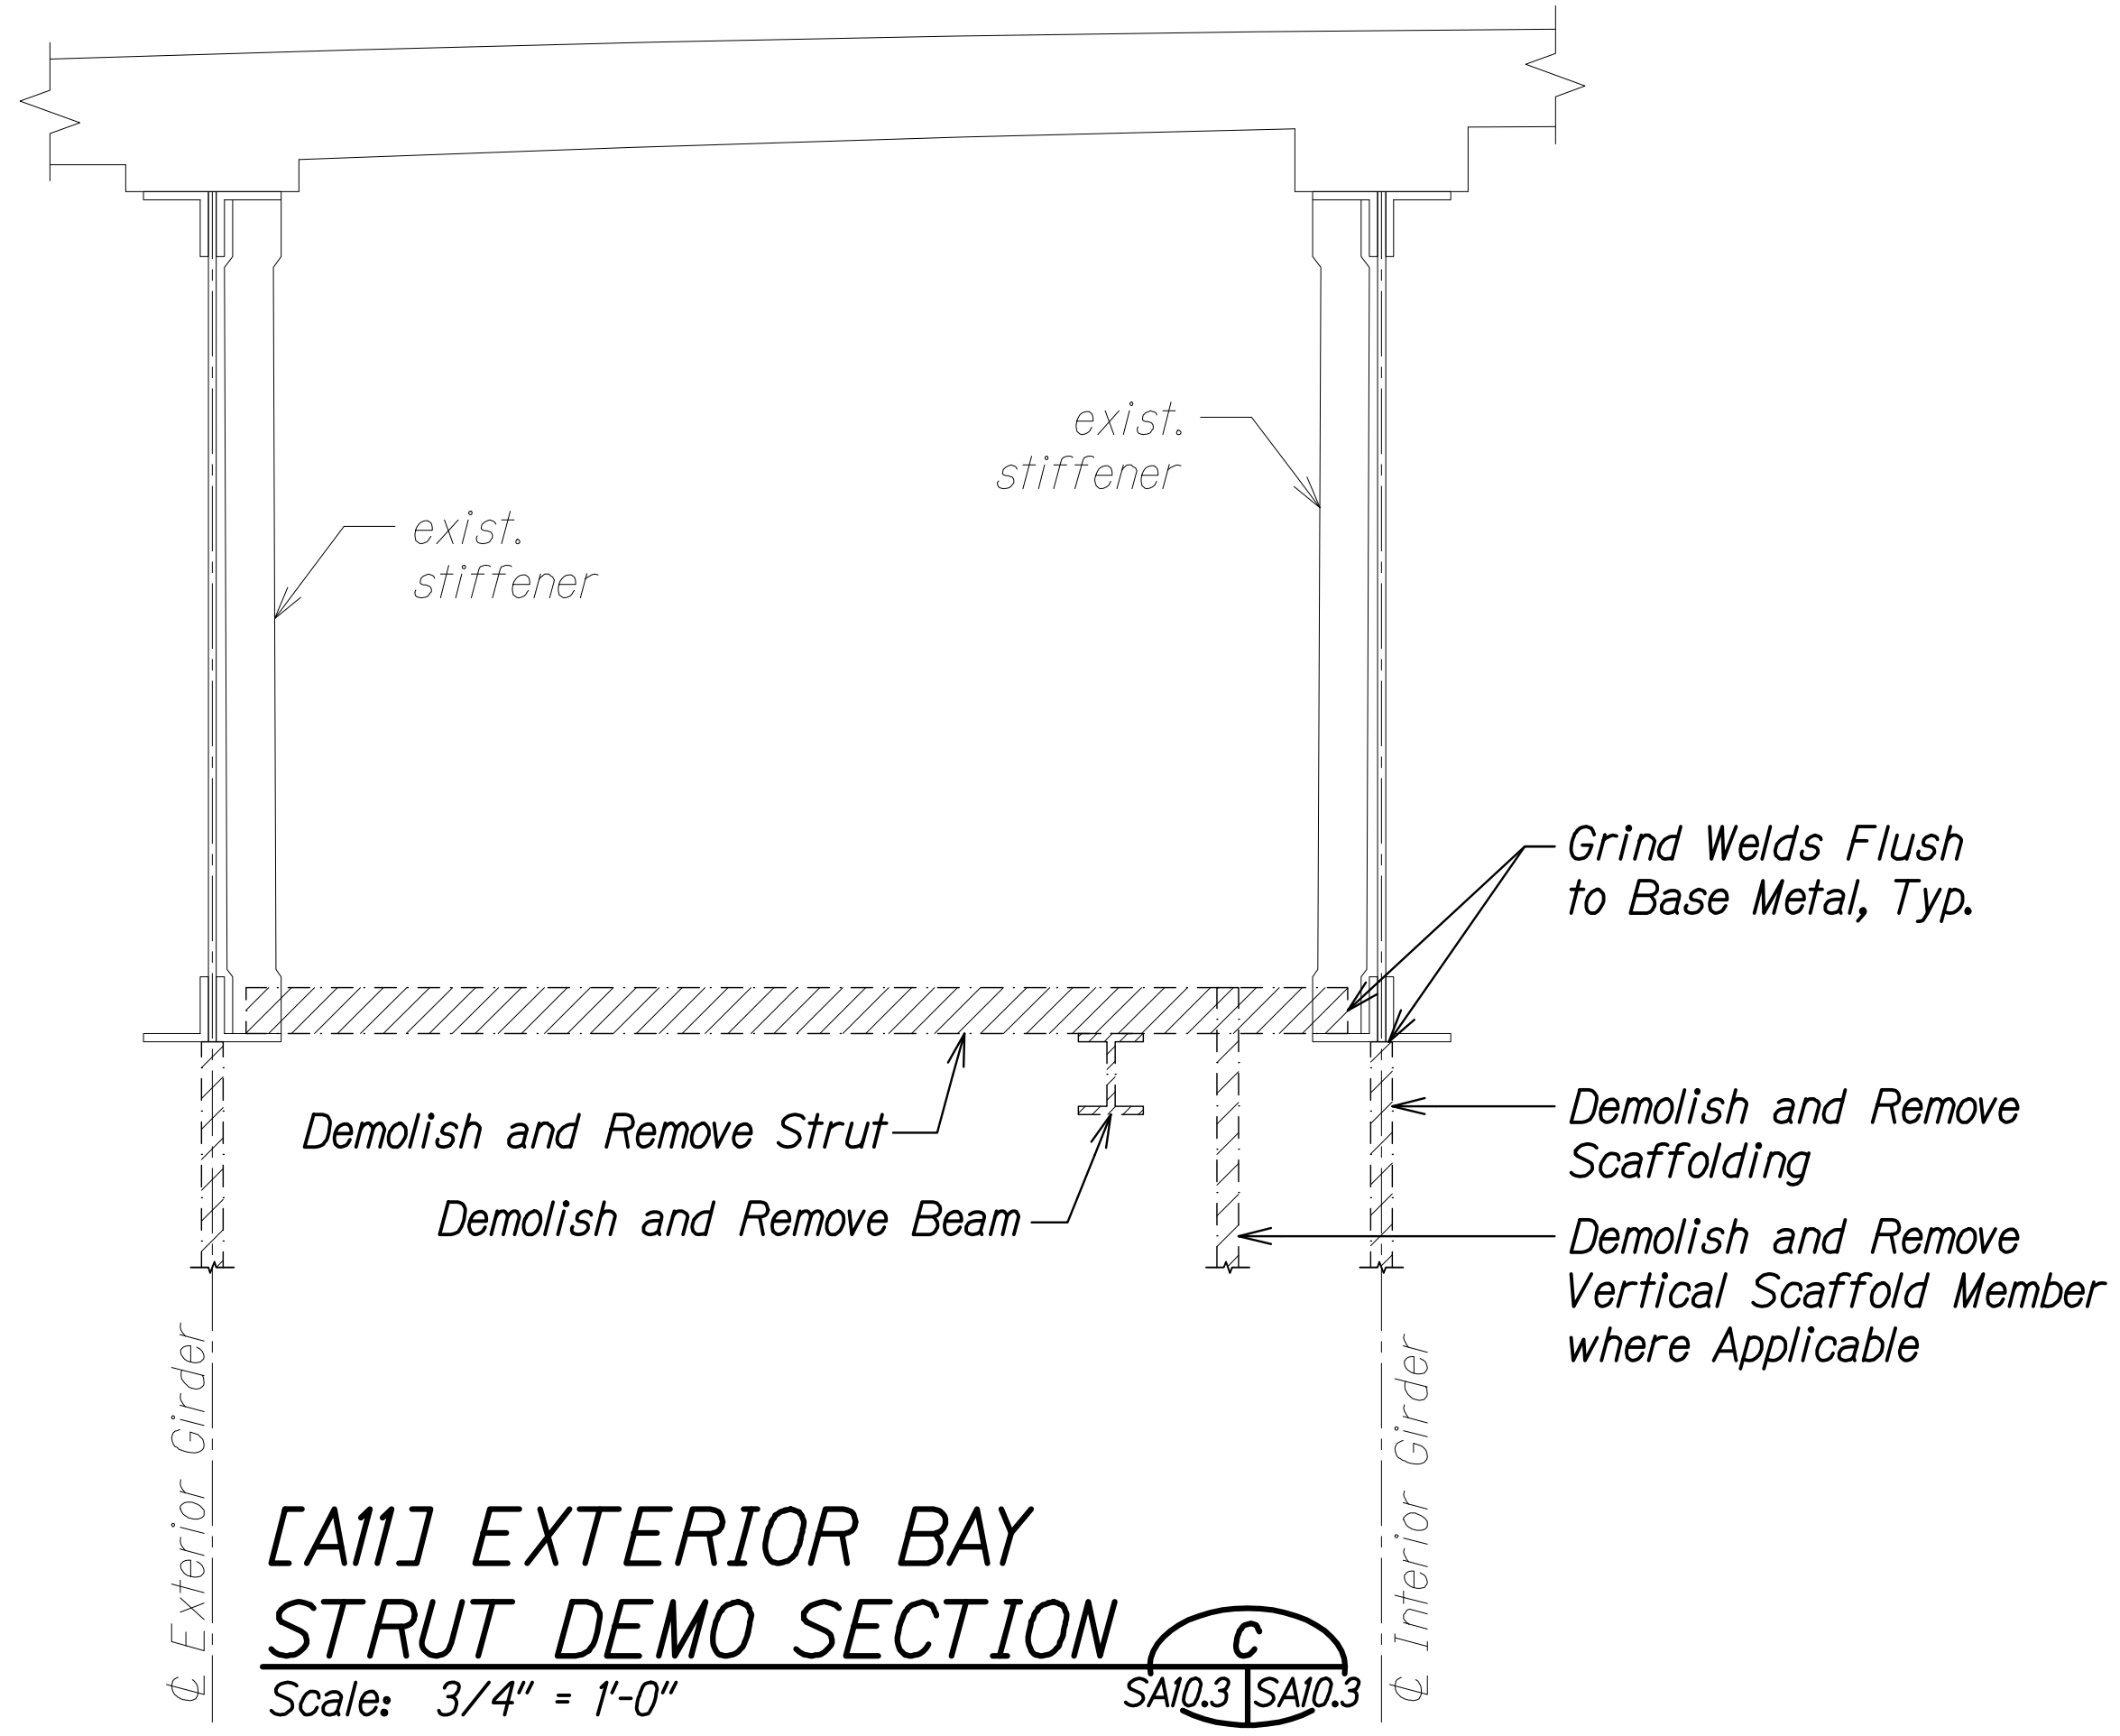 exist.
stiffener
exist.
stiffener
Grind Welds Flush
to Base Metal, Typ.
Demolish and Remove Strut
Demolish and Remove Beam
Demolish and Remove
Scaffolding
Demolish and Remove
Vertical Scaffold Member
where Applicable
℄ Exterior Girder
℄ Interior Girder
[A11] EXTERIOR BAY
STRUT DEMO SECTION
Scale: 3/4" = 1'-0"
C
SA10.3 SA10.3